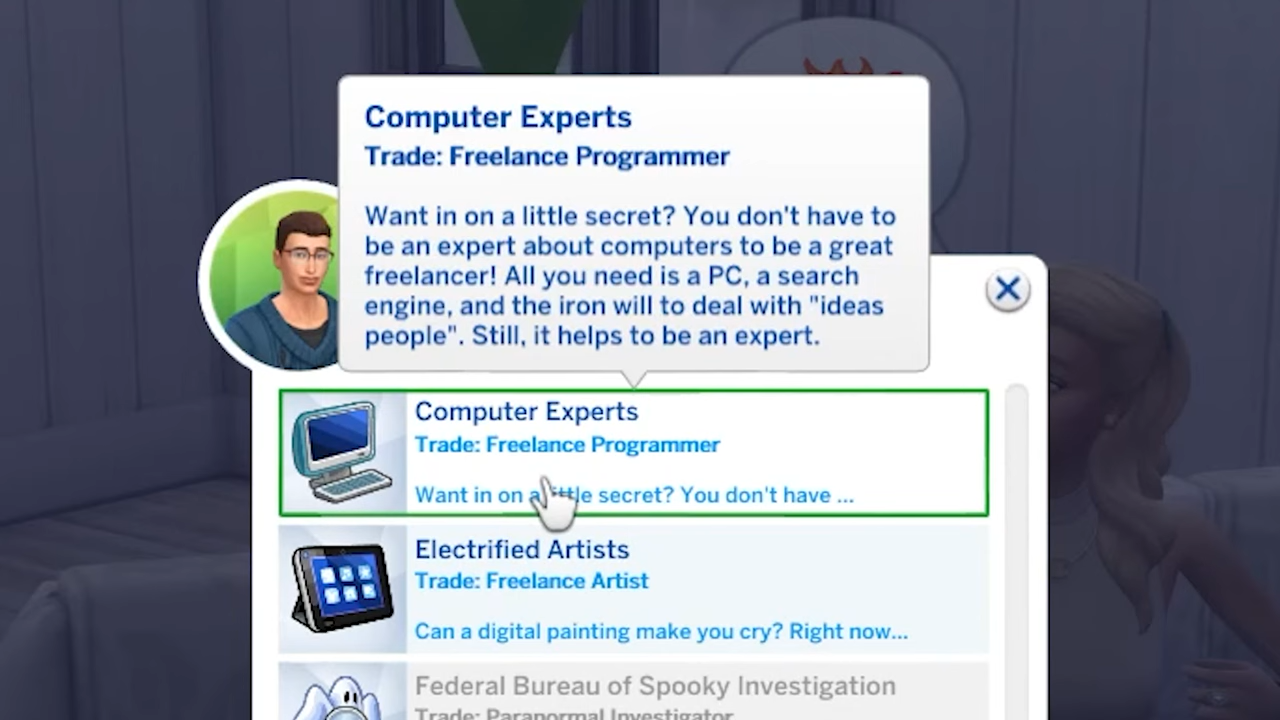 Computer Experts
Trade: Freelance Programmer
Want in on a little secret? You don't have to
be an expert about computers to be a great
freelancer! All you need is a PC, a search
engine, and the iron will to deal with "ideas
people". Still, it helps to be an expert.
Computer Experts
Trade: Freelance Programmer
Want in on a little secret? You don't have ...
Electrified Artists
Trade: Freelance Artist
Can a digital painting make you cry? Right now...
Federal Bureau of Spooky Investigation
Trade: Paranormal Investigator